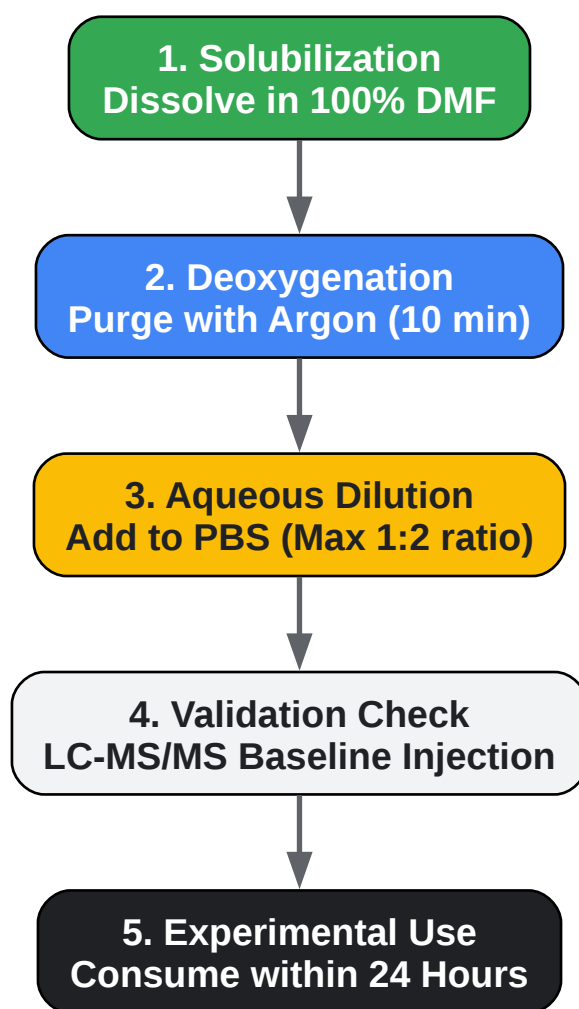 1. Solubilization
Dissolve in 100% DMF
2. Deoxygenation
Purge with Argon (10 min)
3. Aqueous Dilution
Add to PBS (Max 1:2 ratio)
4. Validation Check
LC-MS/MS Baseline Injection
5. Experimental Use
Consume within 24 Hours